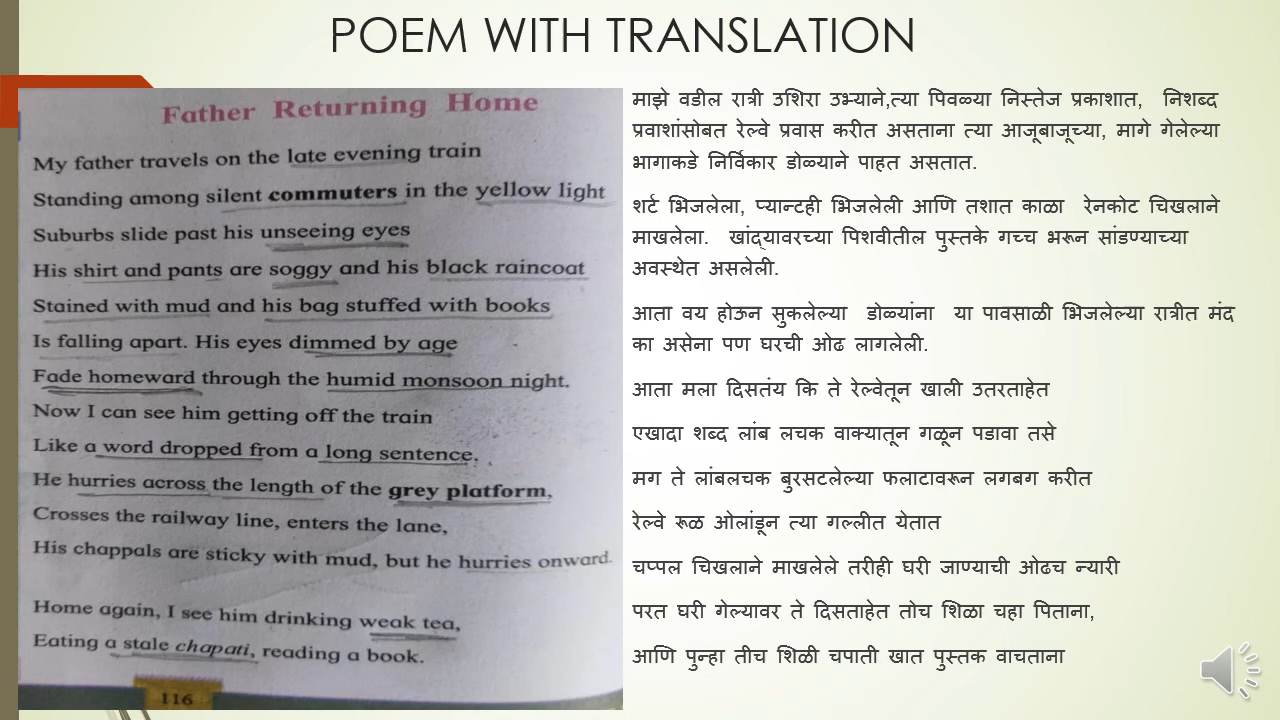 POEM WITH TRANSLATION
Father Returning Home
My father travels on the late evening train
Standing among silent commuters in the yellow light
Suburbs slide past his unseeing eyes
His shirt and pants are soggy and his black raincoat
Stained with mud and his bag stuffed with books
Is falling apart. His eyes dimmed by age
Fade homeward through the humid monsoon night.
Now I can see him getting off the train
Like a word dropped from a long sentence.
He hurries across the length of the grey platform,
Crosses the railway line, enters the lane,
His chappals are sticky with mud, but he hurries onward.
Home again, I see him drinking weak tea,
Eating a stale chapati, reading a book.
116
माझे वडील रात्री उशिरा उभ्याने,त्या पिवळ्या निस्तेज प्रकाशात, निशब्द
प्रवाशांसोबत रेल्वे प्रवास करीत असताना त्या आजूबाजूच्या, मागे गेलेल्या
भागाकडे निर्विकार डोळ्याने पाहत असतात.
शर्ट भिजलेला, प्यान्टही भिजलेली आणि तशात काळा रेनकोट चिखलाने
माखलेला. खांद्यावरच्या पिशवीतील पुस्तके गच्च भरून सांडण्याच्या
अवस्थेत असलेली.
आता वय होऊन सुकलेल्या डोळ्यांना या पावसाळी भिजलेल्या रात्रीत मंद
का असेना पण घरची ओढ लागलेली.
आता मला दिसतंय कि ते रेल्वेतून खाली उतरताहेत
एखादा शब्द लांब लचक वाक्यातून गळून पडावा तसे
मग ते लांबलचक बुरसटलेल्या फलाटावरून लगबग करीत
रेल्वे रूळ ओलांडून त्या गल्लीत येतात
चप्पल चिखलाने माखलेले तरीही घरी जाण्याची ओढच न्यारी
परत घरी गेल्यावर ते दिसताहेत तोच शिळा चहा पिताना,
आणि पुन्हा तीच शिळी चपाती खात पुस्तक वाचताना